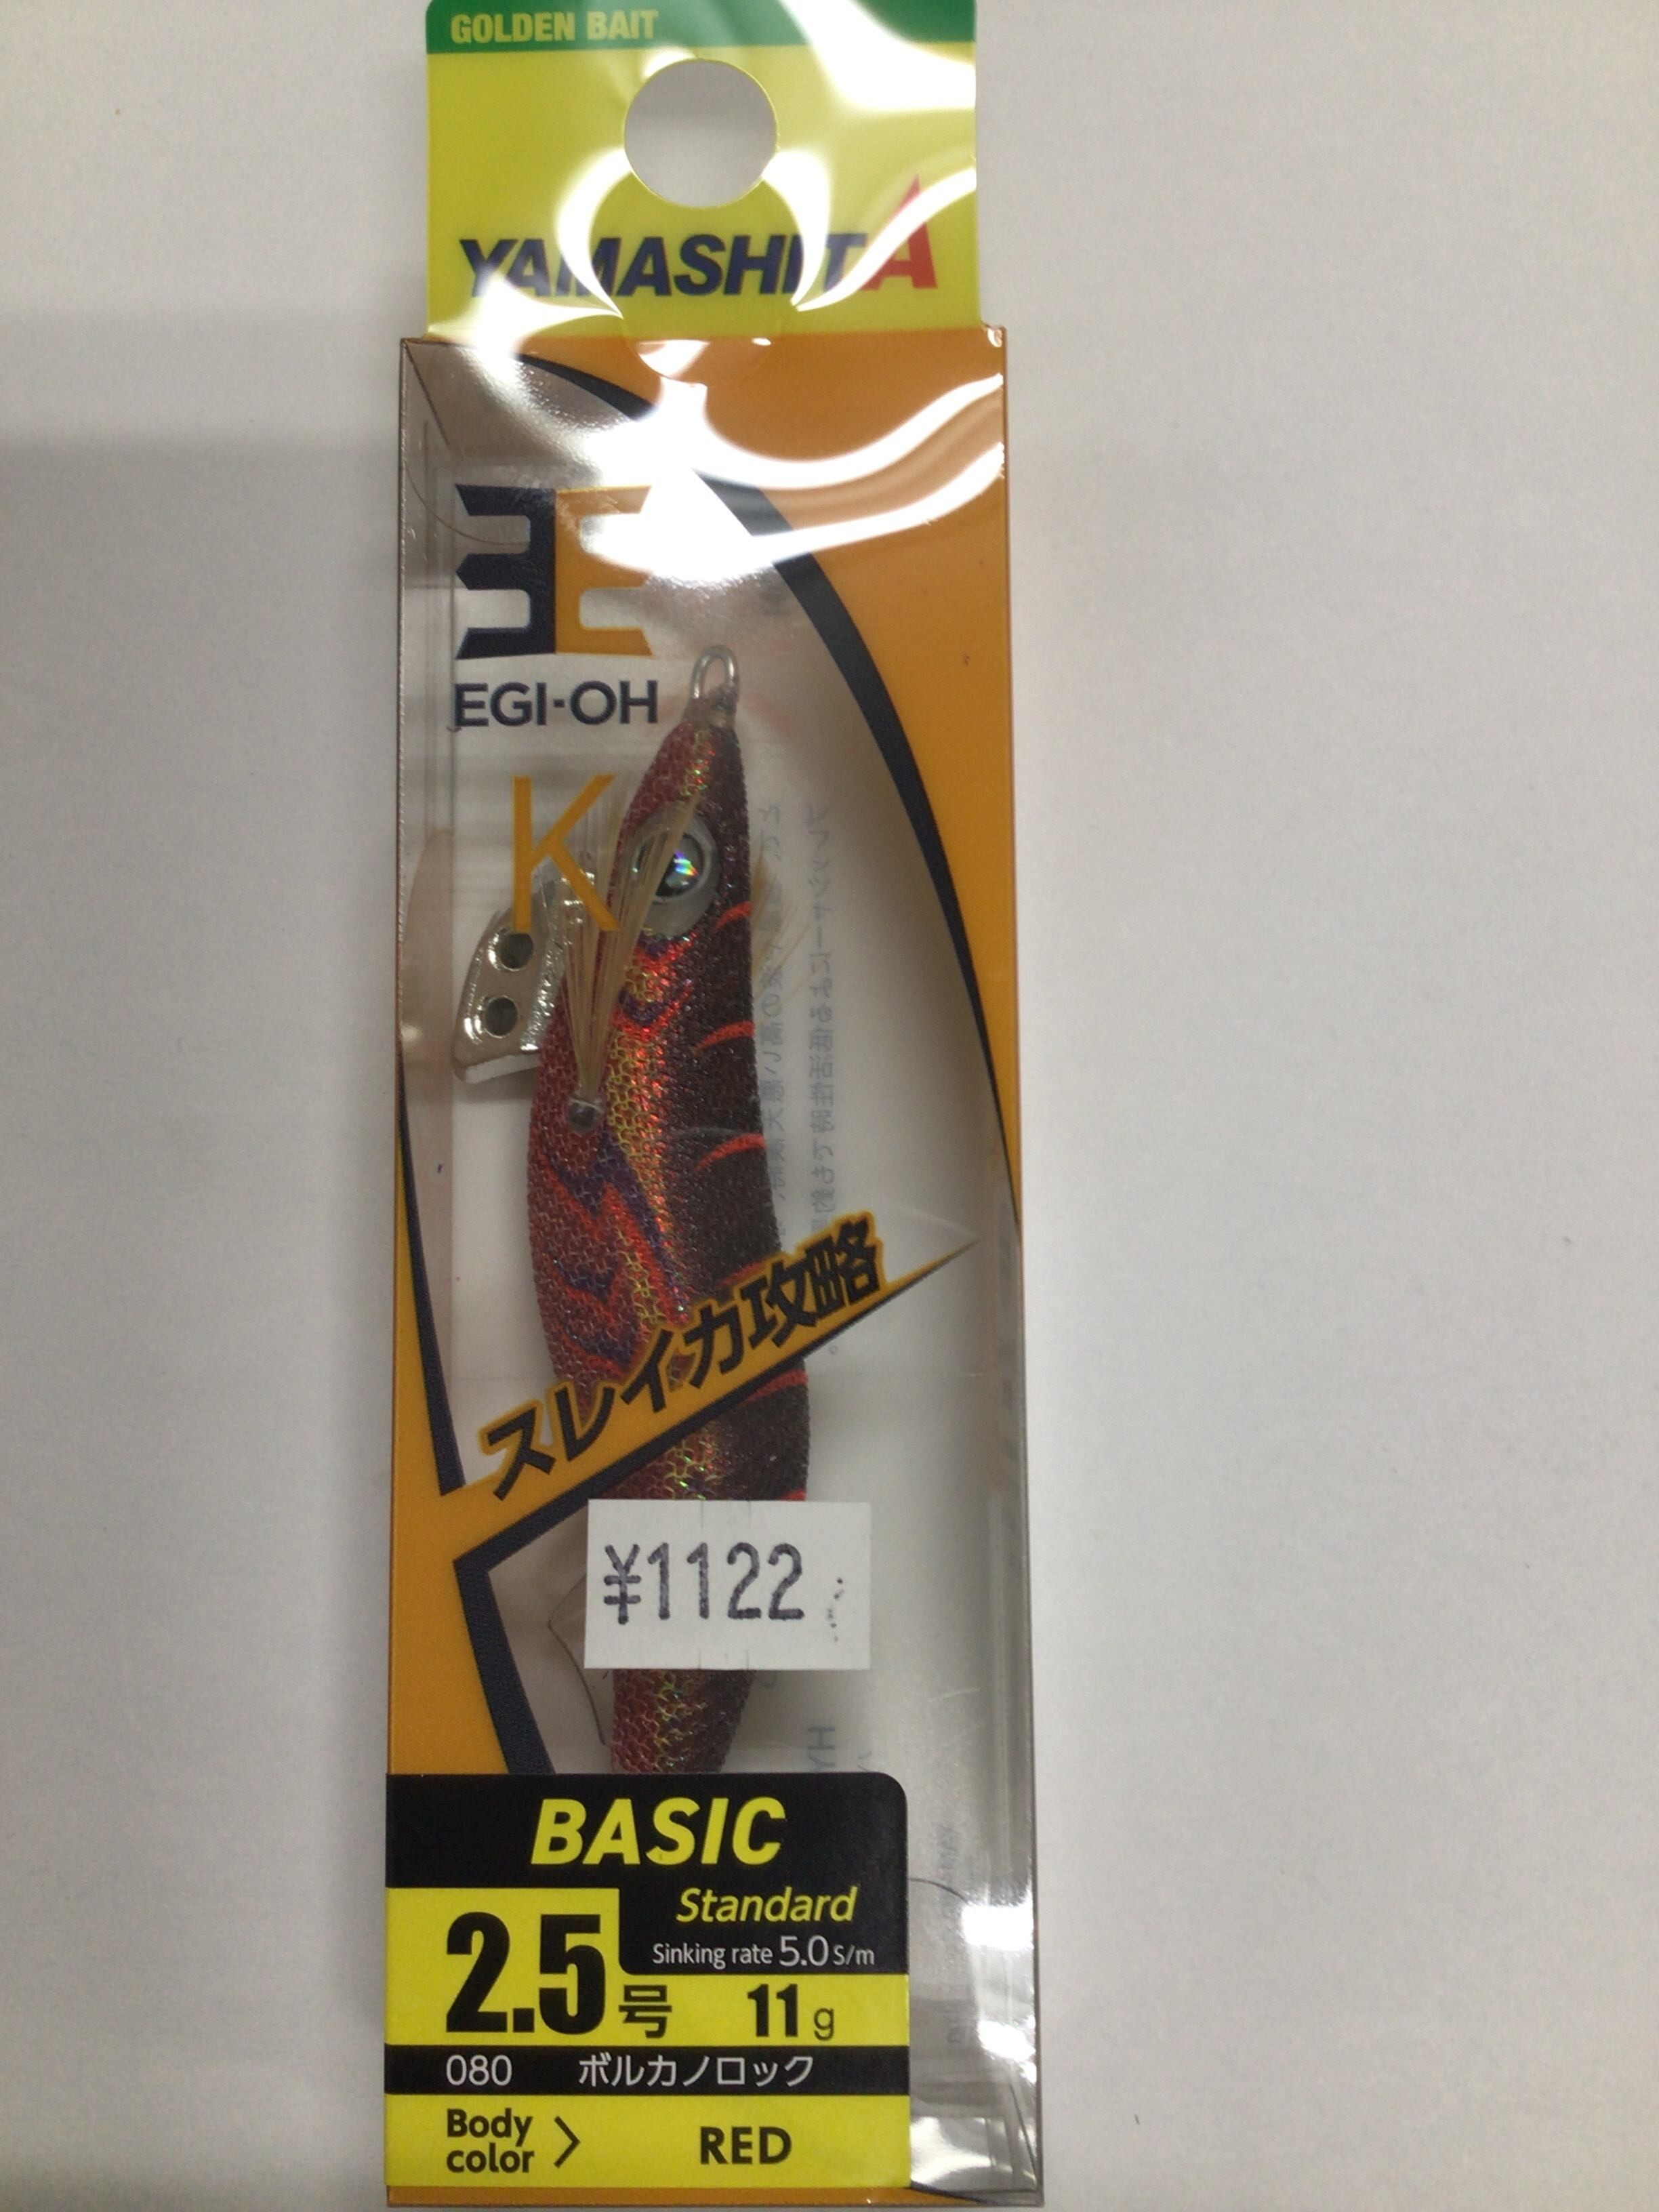 GOLDEN BAIT
YAMASHITA
EGI-OH
K
スレイカ攻略
¥1122
BASIC
Standard
Sinking rate 5.0 S/m
2.5号 11g
080 ボルカノロック
Body color
RED